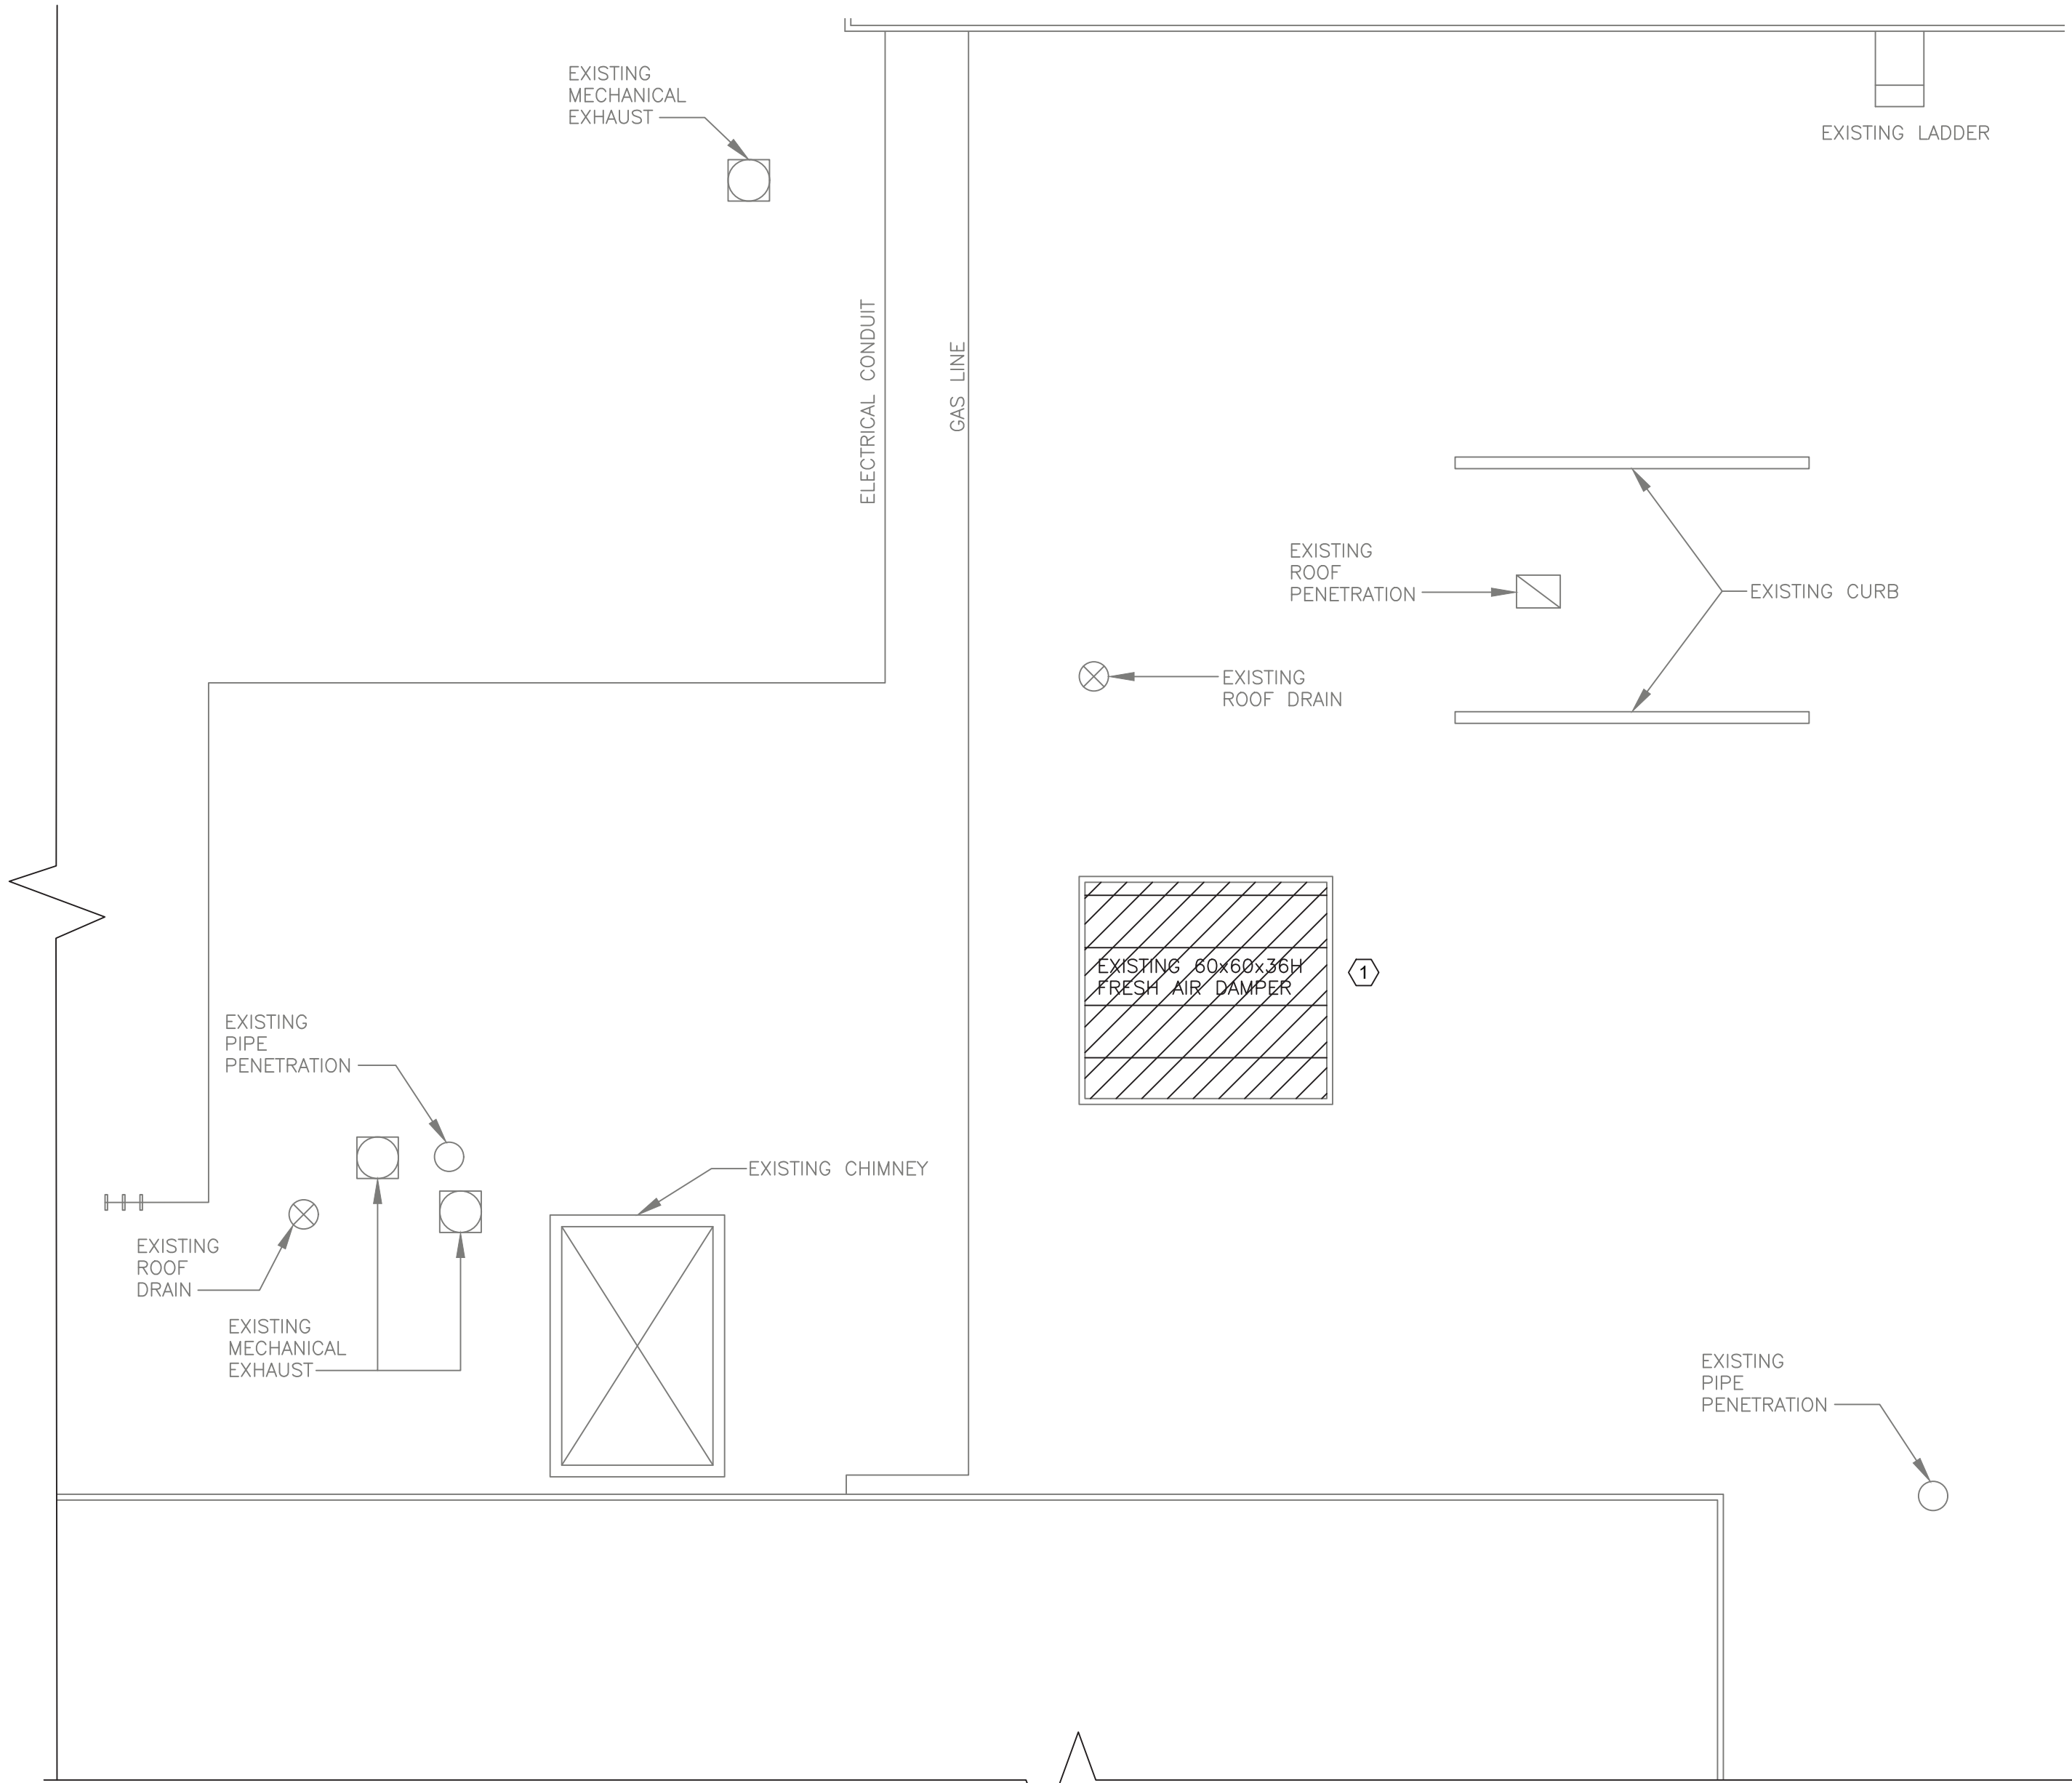 EXISTING
MECHANICAL
EXHAUST
EXISTING LADDER
ELECTRICAL CONDUIT
GAS LINE
EXISTING
ROOF
PENETRATION
EXISTING CURB
EXISTING
ROOF DRAIN
EXISTING 60x60x36H
FRESH AIR DAMPER
1
EXISTING
PIPE
PENETRATION
EXISTING CHIMNEY
EXISTING
ROOF
DRAIN
EXISTING
MECHANICAL
EXHAUST
EXISTING
PIPE
PENETRATION